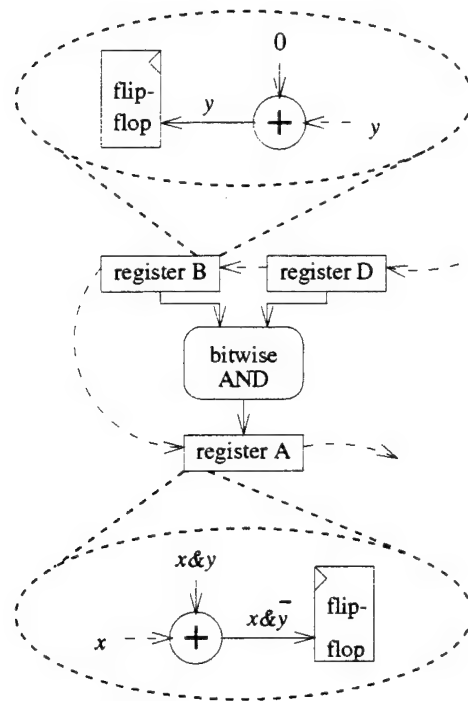 0
flip-
flop
y
+
y
register B
register D
bitwise
AND
register A
x&y
x
+
x&y̅
flip-
flop